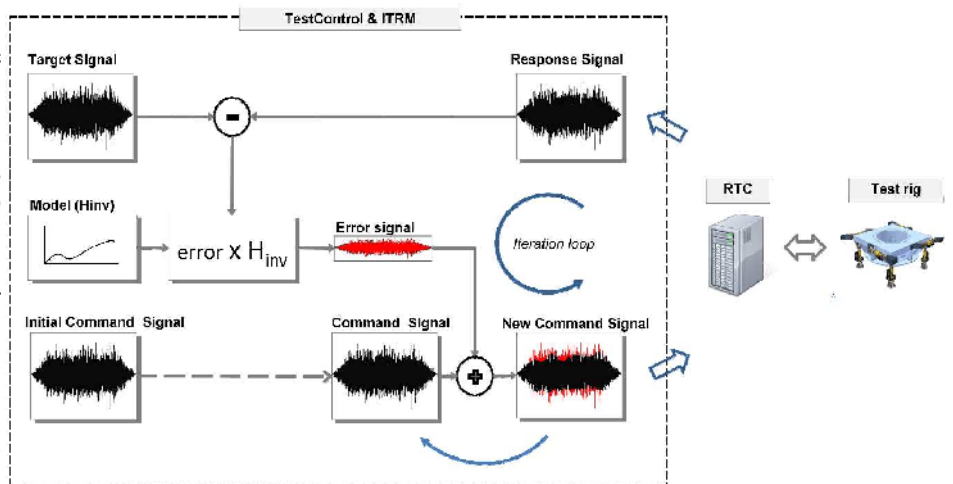 TestControl & ITRM
Target Signal
Response Signal
-
RTC
Test rig
Model (Hinv)
Error signal
error x Hinv
Iteration loop
Initial Command Signal
Command Signal
New Command Signal
+